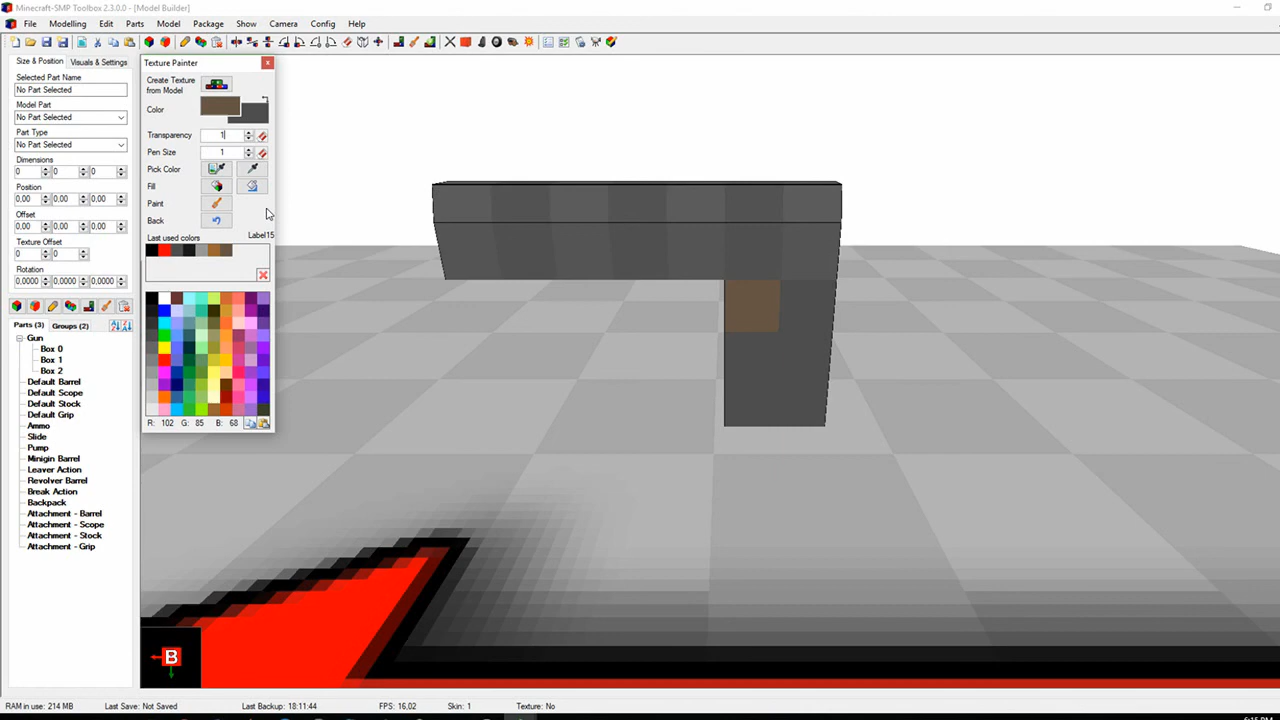 Minecraft-SMP Toolbox 2.3.0.0 - [Model Builder]
File Modelling Edit Parts Model Package Show Camera Config Help
Size & Position Visuals & Settings
Selected Part Name
No Part Selected
Model Part
No Part Selected
Part Type
No Part Selected
Dimensions
0 0 0
Position
0.00 0.00 0.00
Offset
0.00 0.00 0.00
Texture Offset
0 0
Rotation
0.0000 0.0000 0.0000
Parts (3) Groups (2)
Gun
Box 0
Box 1
Box 2
Default Barrel
Default Scope
Default Stock
Default Grip
Ammo
Slide
Pump
Minigin Barrel
Leaver Action
Revolver Barrel
Break Action
Backpack
Attachment - Barrel
Attachment - Scope
Attachment - Stock
Attachment - Grip
Texture Painter
Create Texture
from Model
Color
Transparency 1
Pen Size 1
Pick Color
Fill
Paint
Back
Label15
Last used colors
R: 102 G: 85 B: 68
B
RAM in use: 214 MB Last Save: Not Saved Last Backup: 18:11:44 FPS: 16,02 Skin: 1 Texture: No